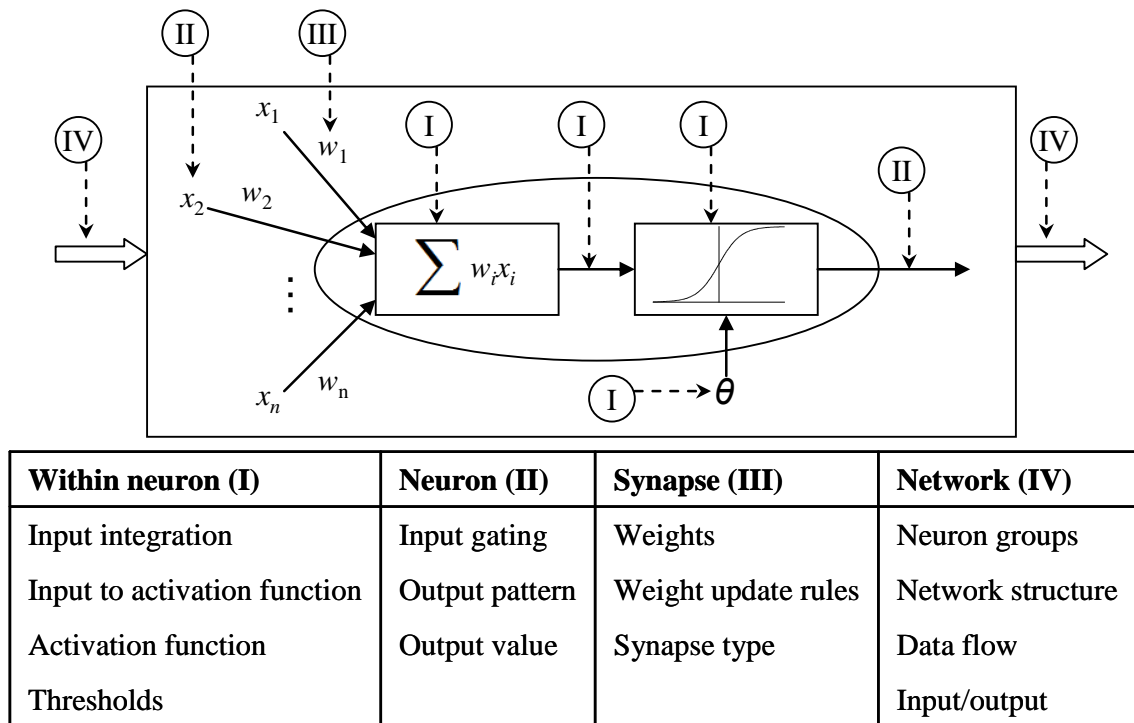 II III
x1 I I I
IV w1 IV
II
x2 w2
∑ wixi
⋮
xn wn I θ
Within neuron (I) Neuron (II) Synapse (III) Network (IV)
Input integration Input gating Weights Neuron groups
Input to activation function Output pattern Weight update rules Network structure
Activation function Output value Synapse type Data flow
Thresholds Input/output